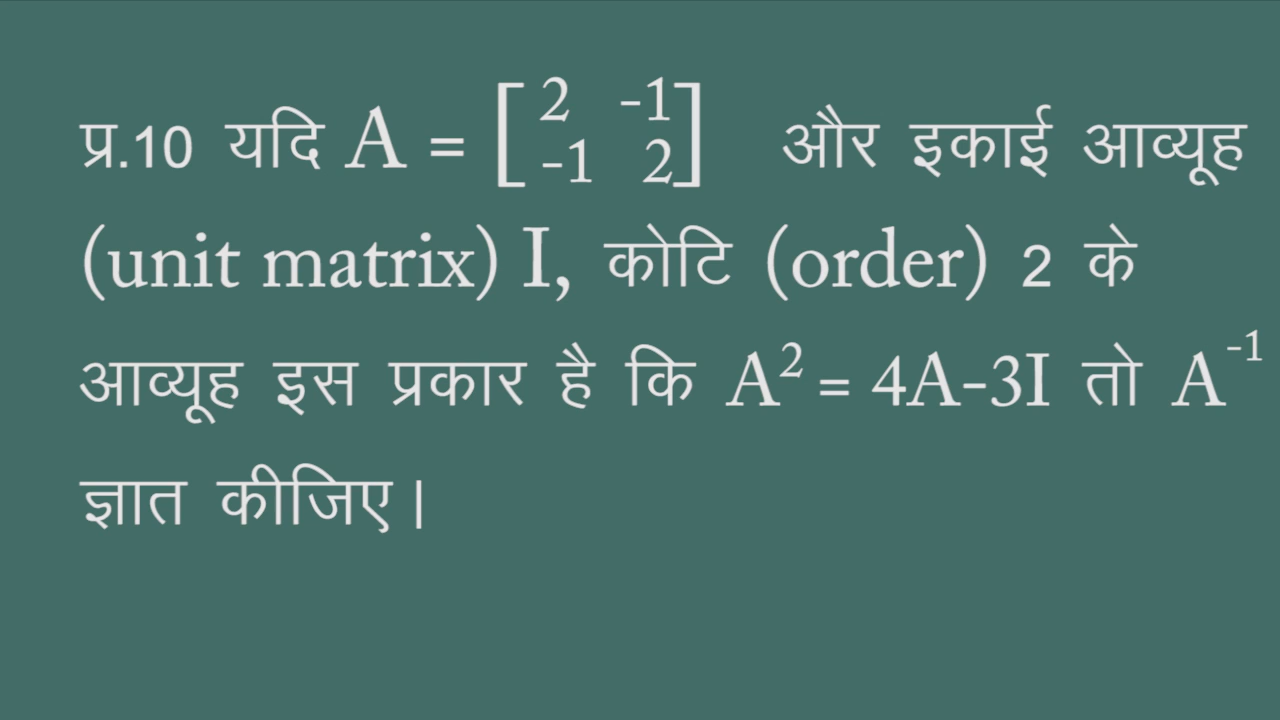 प्र.10 यदि A = [2 -1
-1 2] और इकाई आव्यूह
(unit matrix) I, कोटि (order) 2 के
आव्यूह इस प्रकार है कि A² = 4A-3I तो A⁻¹
ज्ञात कीजिए।